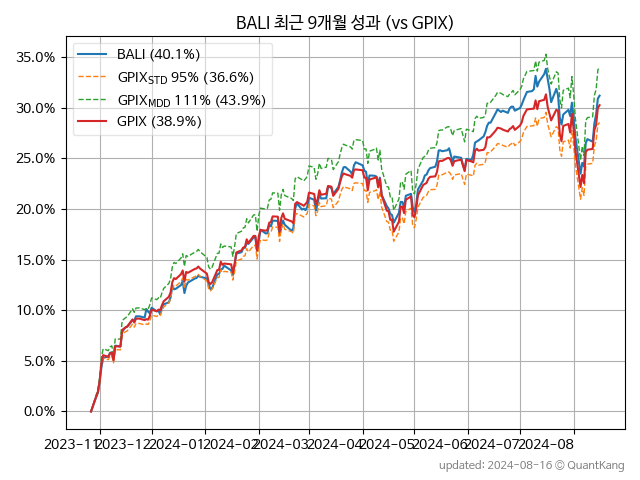 BALI 최근 9개월 성과 (vs GPIX)
BALI (40.1%)
GPIX_STD 95% (36.6%)
GPIX_MDD 111% (43.9%)
GPIX (38.9%)
35.0%
30.0%
25.0%
20.0%
15.0%
10.0%
5.0%
0.0%
2023-11 2023-12 2024-01 2024-02 2024-03 2024-04 2024-05 2024-06 2024-07 2024-08
updated: 2024-08-16 © QuantKang